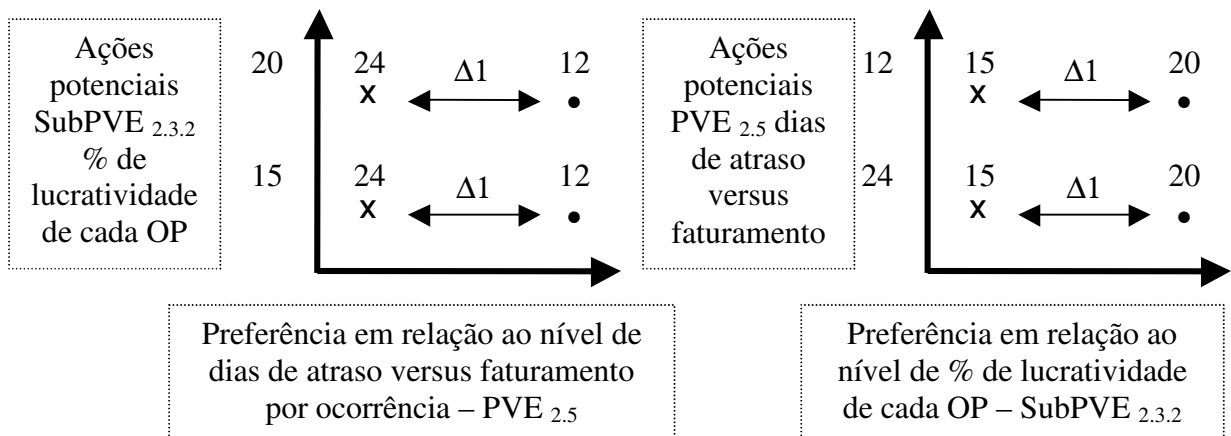 Ações
potenciais
SubPVE 2.3.2
% de
lucratividade
de cada OP
20
24
Δ1
12
x
•
15
24
Δ1
12
x
•
Preferência em relação ao nível de
dias de atraso versus faturamento
por ocorrência – PVE 2.5
Ações
potenciais
PVE 2.5 dias
de atraso
versus
faturamento
12
15
Δ1
20
x
•
24
15
Δ1
20
x
•
Preferência em relação ao
nível de % de lucratividade
de cada OP – SubPVE 2.3.2